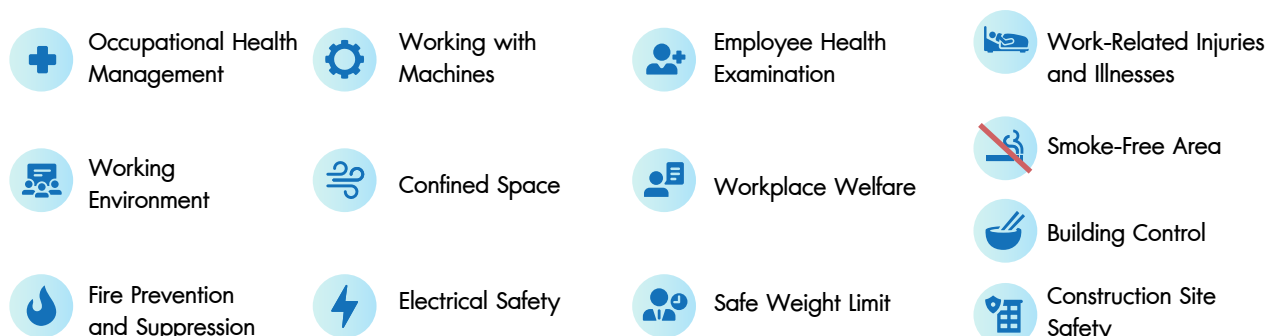 Occupational Health
Management
Working with
Machines
Employee Health
Examination
Work-Related Injuries
and Illnesses
Working
Environment
Confined Space
Workplace Welfare
Smoke-Free Area
Building Control
Fire Prevention
and Suppression
Electrical Safety
Safe Weight Limit
Construction Site
Safety